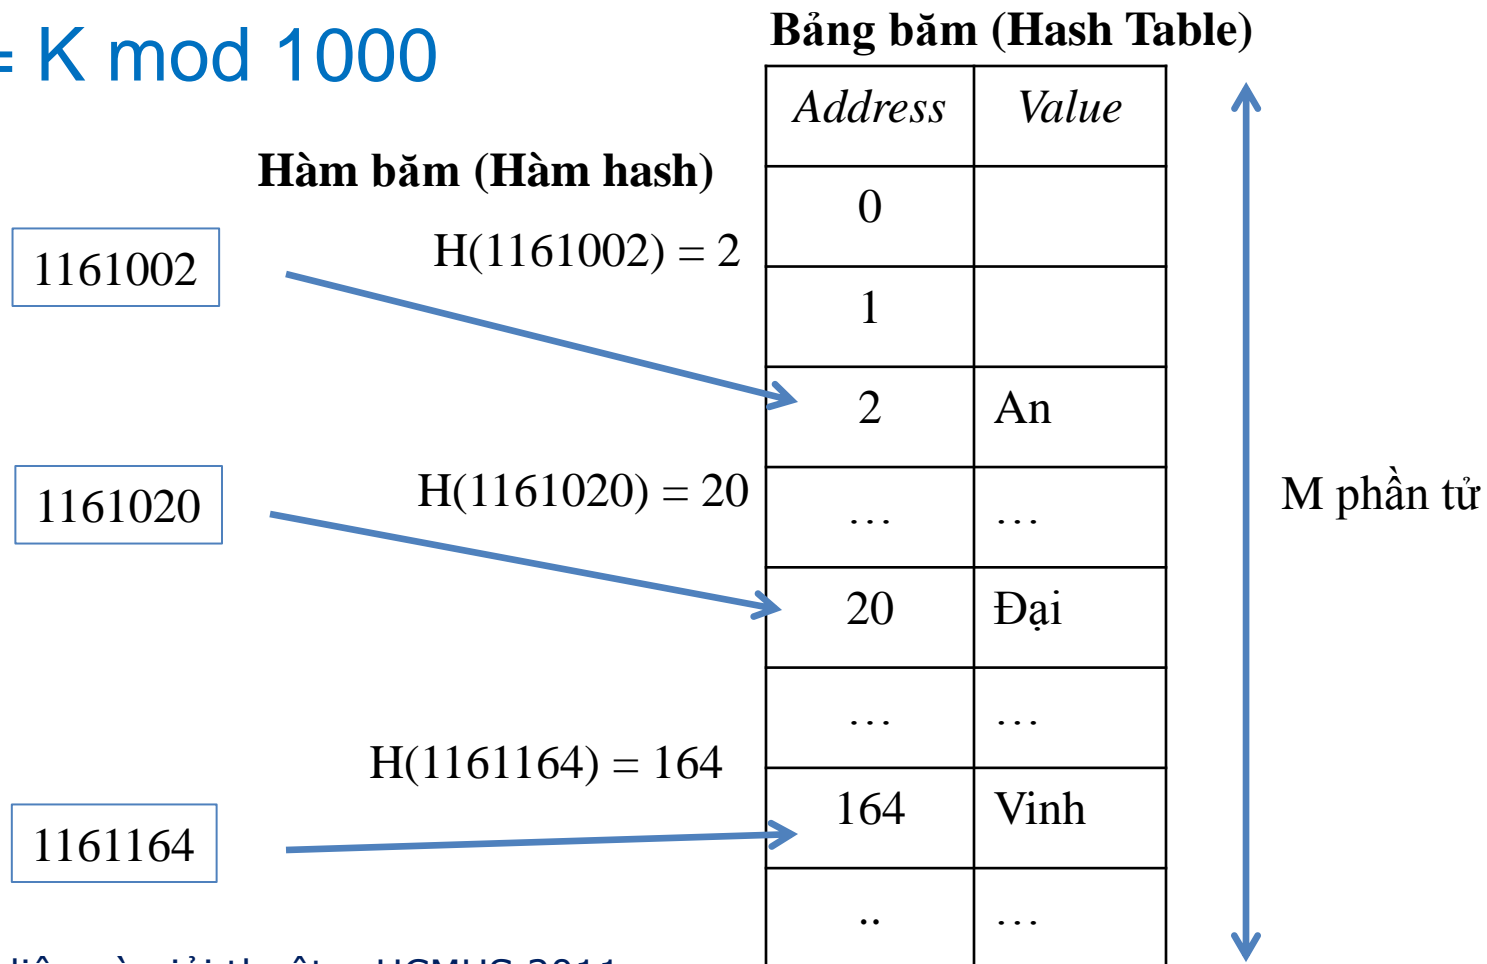 = K mod 1000
Bảng băm (Hash Table)
Address Value
Hàm băm (Hàm hash)
0
1161002
H(1161002) = 2
1
2 An
1161020
H(1161020) = 20
… …
M phần tử
20 Đại
… …
H(1161164) = 164
164 Vinh
1161164
.. …
HCMUS 2011